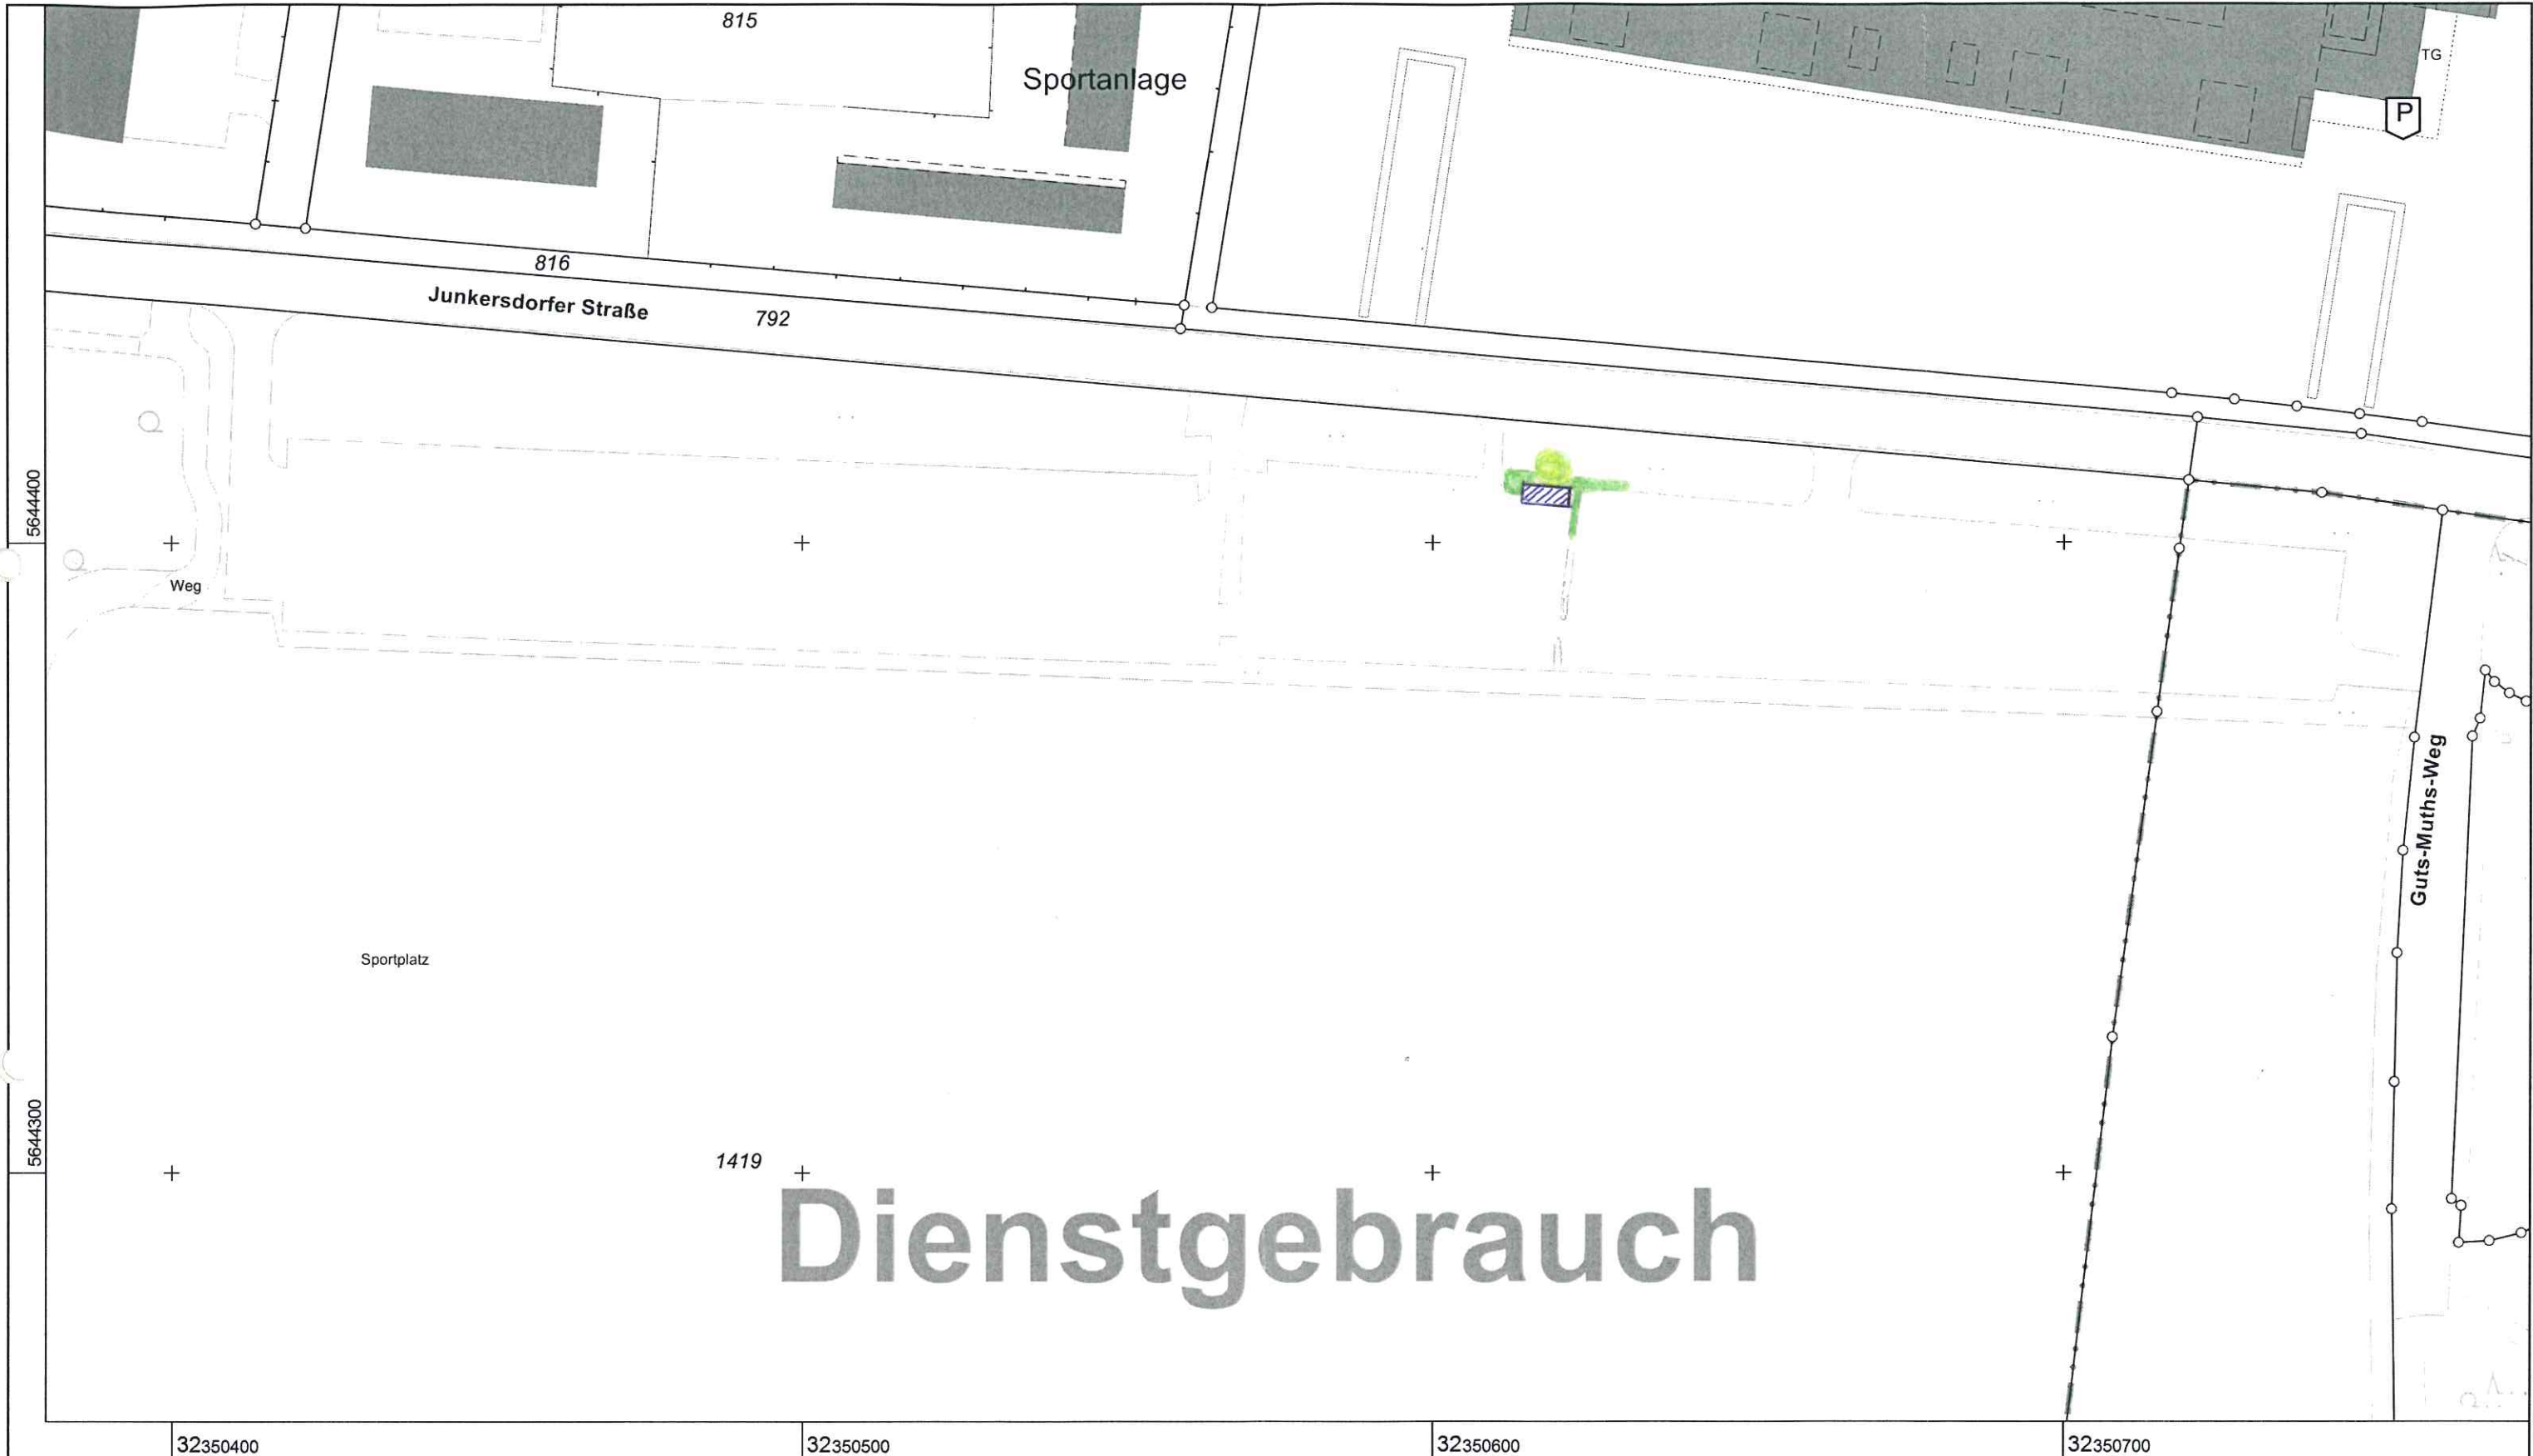 815
Sportanlage
TG
P
816
Junkersdorfer Straße
792
5644400
Weg
Guts-Muths-Weg
Sportplatz
5644300
1419
Dienstgebrauch
32350400
32350500
32350600
32350700